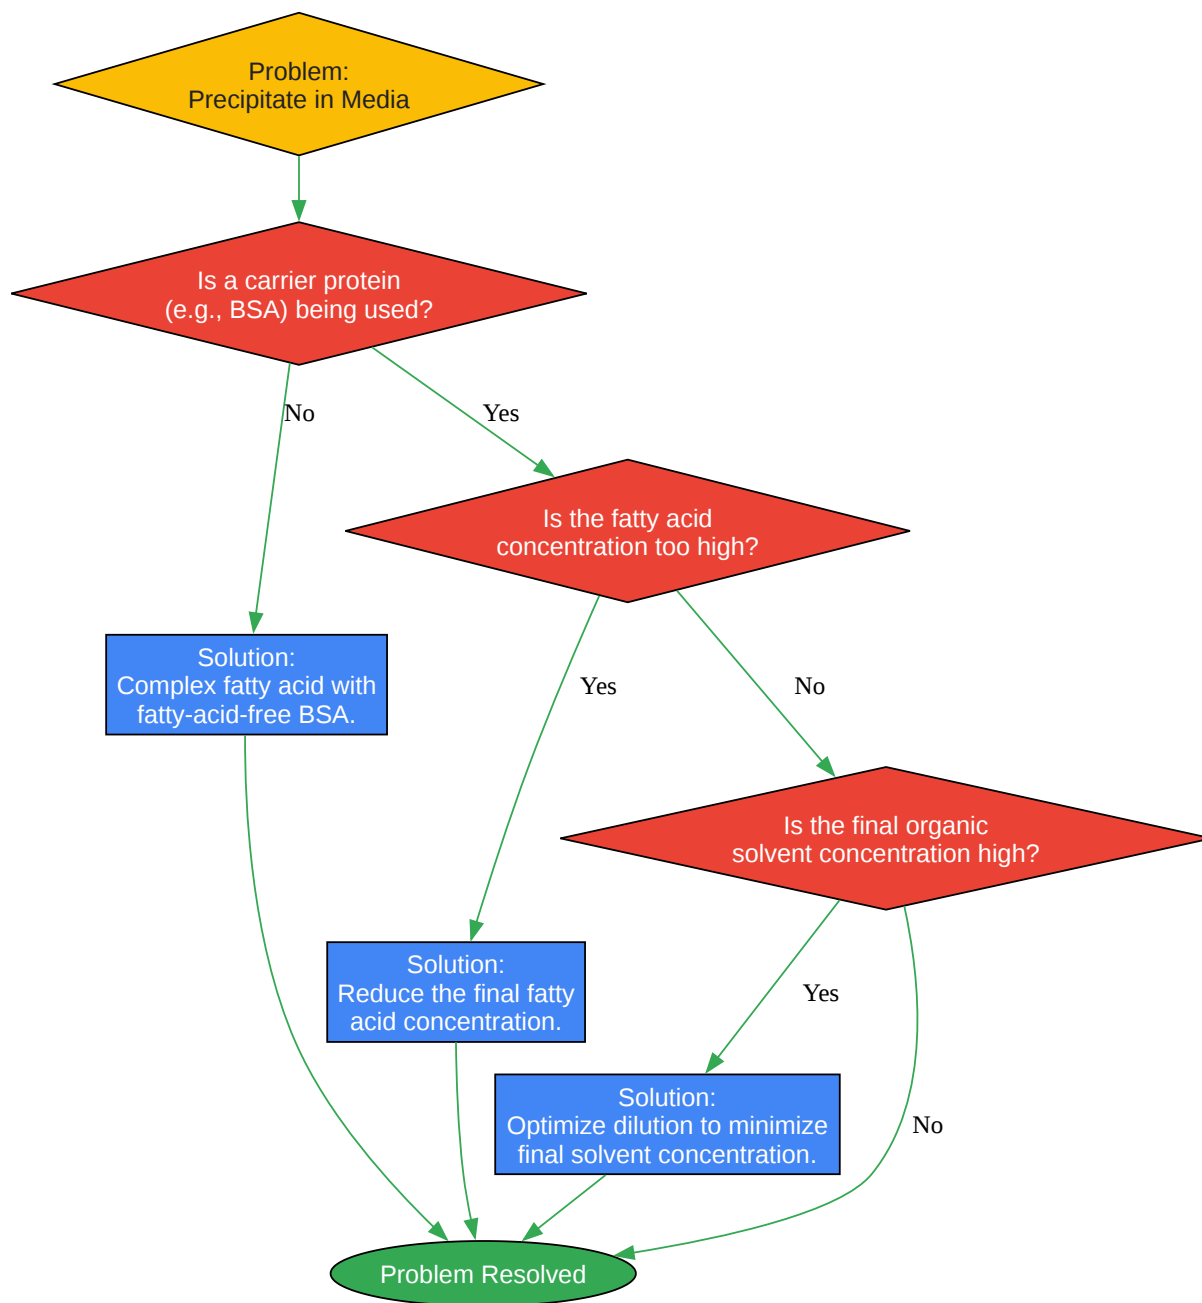 Problem:
Precipitate in Media
Is a carrier protein
(e.g., BSA) being used?
No
Yes
Is the fatty acid
concentration too high?
Solution:
Complex fatty acid with
fatty-acid-free BSA.
Yes
No
Is the final organic
solvent concentration high?
Solution:
Reduce the final fatty
acid concentration.
Yes
Solution:
Optimize dilution to minimize
final solvent concentration.
No
Problem Resolved